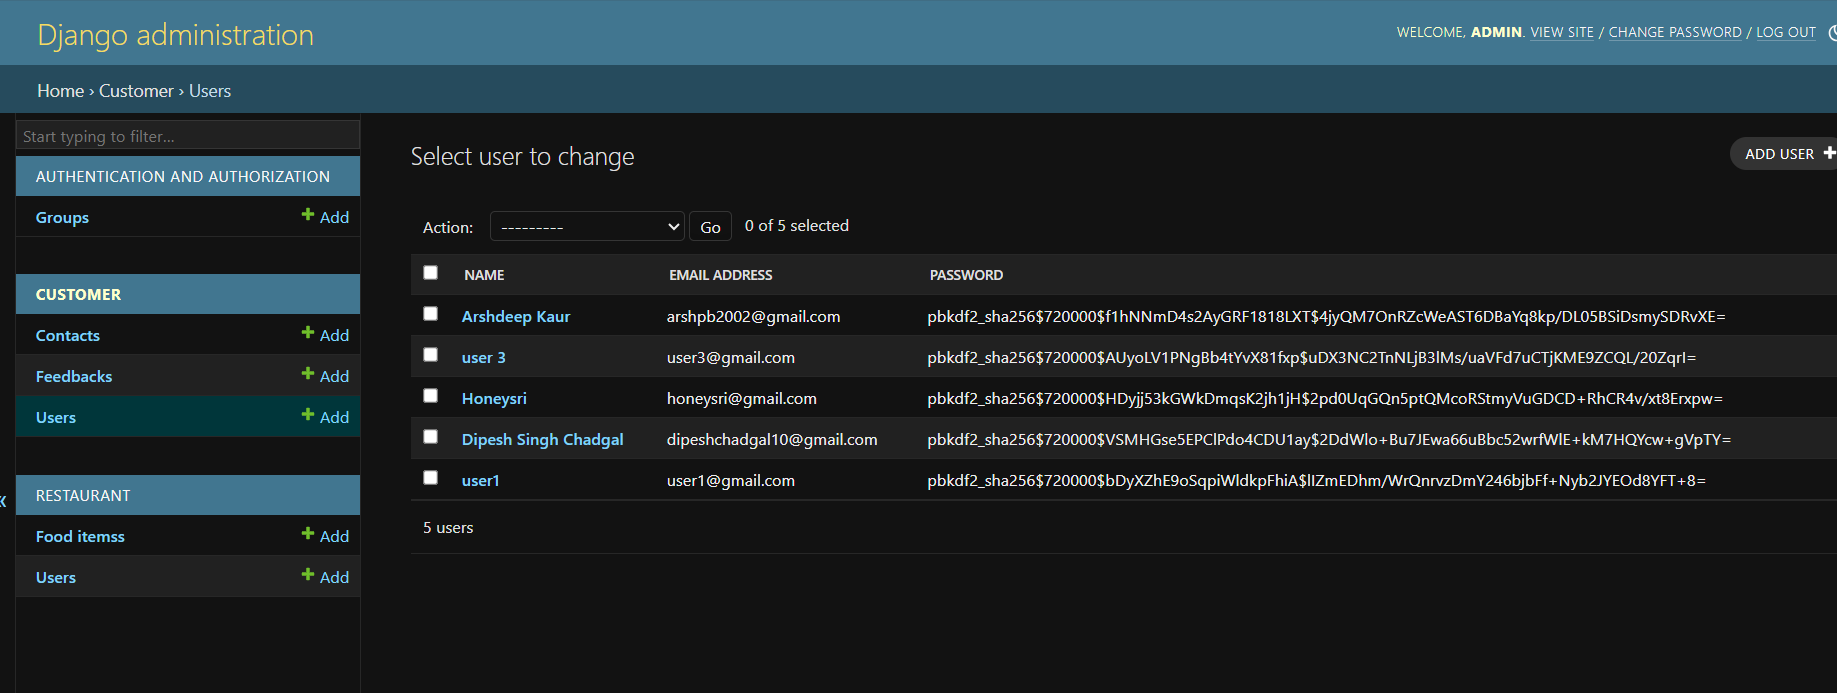 Django administration
WELCOME, ADMIN. VIEW SITE / CHANGE PASSWORD / LOG OUT
Home › Customer › Users
Start typing to filter...
AUTHENTICATION AND AUTHORIZATION
Groups + Add
CUSTOMER
Contacts + Add
Feedbacks + Add
Users + Add
RESTAURANT
Food itemss + Add
Users + Add
«
Select user to change
ADD USER +
Action: --------- Go 0 of 5 selected
NAME EMAIL ADDRESS PASSWORD
Arshdeep Kaur arshpb2002@gmail.com pbkdf2_sha256$720000$f1hNNmD4s2AyGRF1818LXT$4jyQM7OnRZcWeAST6DBaYq8kp/DL05BSiDsmySDRvXE=
user 3 user3@gmail.com pbkdf2_sha256$720000$AUyoLV1PNgBb4tYvX81fxp$uDX3NC2TnNLjB3lMs/uaVFd7uCTjKME9ZCQL/20ZqrI=
Honeysri honeysri@gmail.com pbkdf2_sha256$720000$HDyjj53kGWkDmqsK2jh1jH$2pd0UqGQn5ptQMcoRStmyVuGDCD+RhCR4v/xt8Erxpw=
Dipesh Singh Chadgal dipeshchadgal10@gmail.com pbkdf2_sha256$720000$VSMHGse5EPClPdo4CDU1ay$2DdWlo+Bu7JEwa66uBbc52wrfWlE+kM7HQYcw+gVpTY=
user1 user1@gmail.com pbkdf2_sha256$720000$bDyXZhE9oSqpiWldkpFhiA$lIZmEDhm/WrQnrvzDmY246bjbFf+Nyb2JYEOd8YFT+8=
5 users